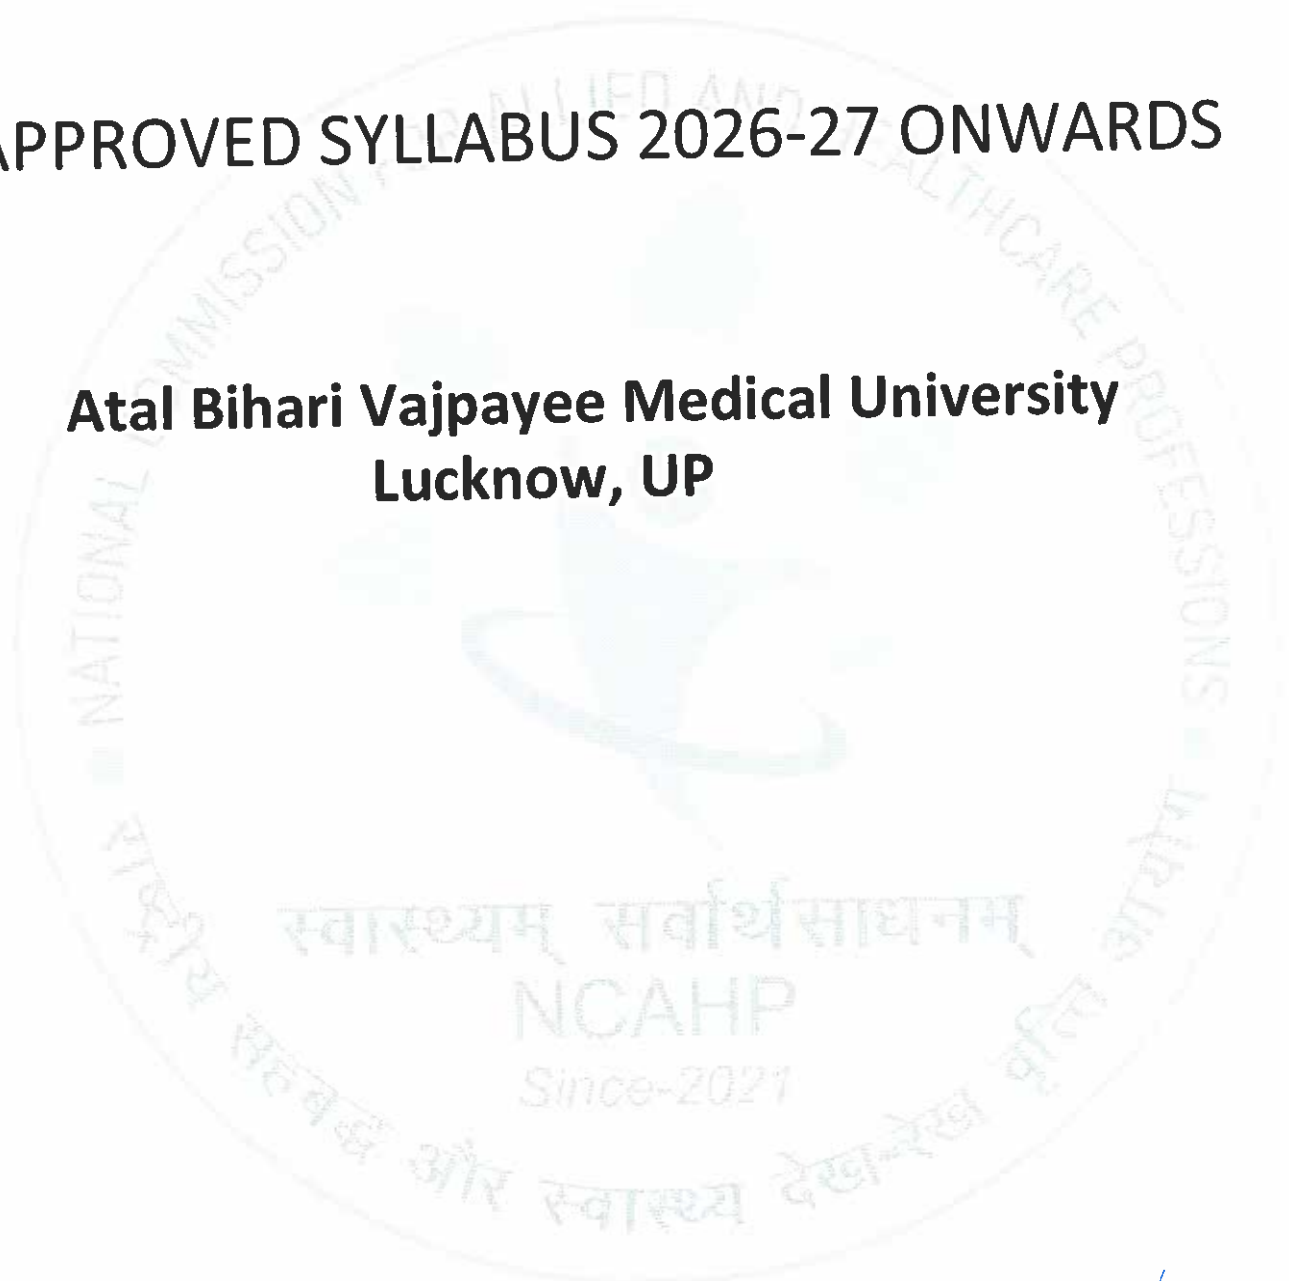 APPROVED SYLLABUS 2026-27 ONWARDS
Atal Bihari Vajpayee Medical University
Lucknow, UP
NATIONAL COMMISSION FOR ALLIED AND HEALTHCARE PROFESSIONS
स्वास्थ्यम् सर्वार्थसाधनम्
NCAHP
Since-2021
राष्ट्रीय सहबद्ध और स्वास्थ्य देख-रेख वृत्ति आयोग